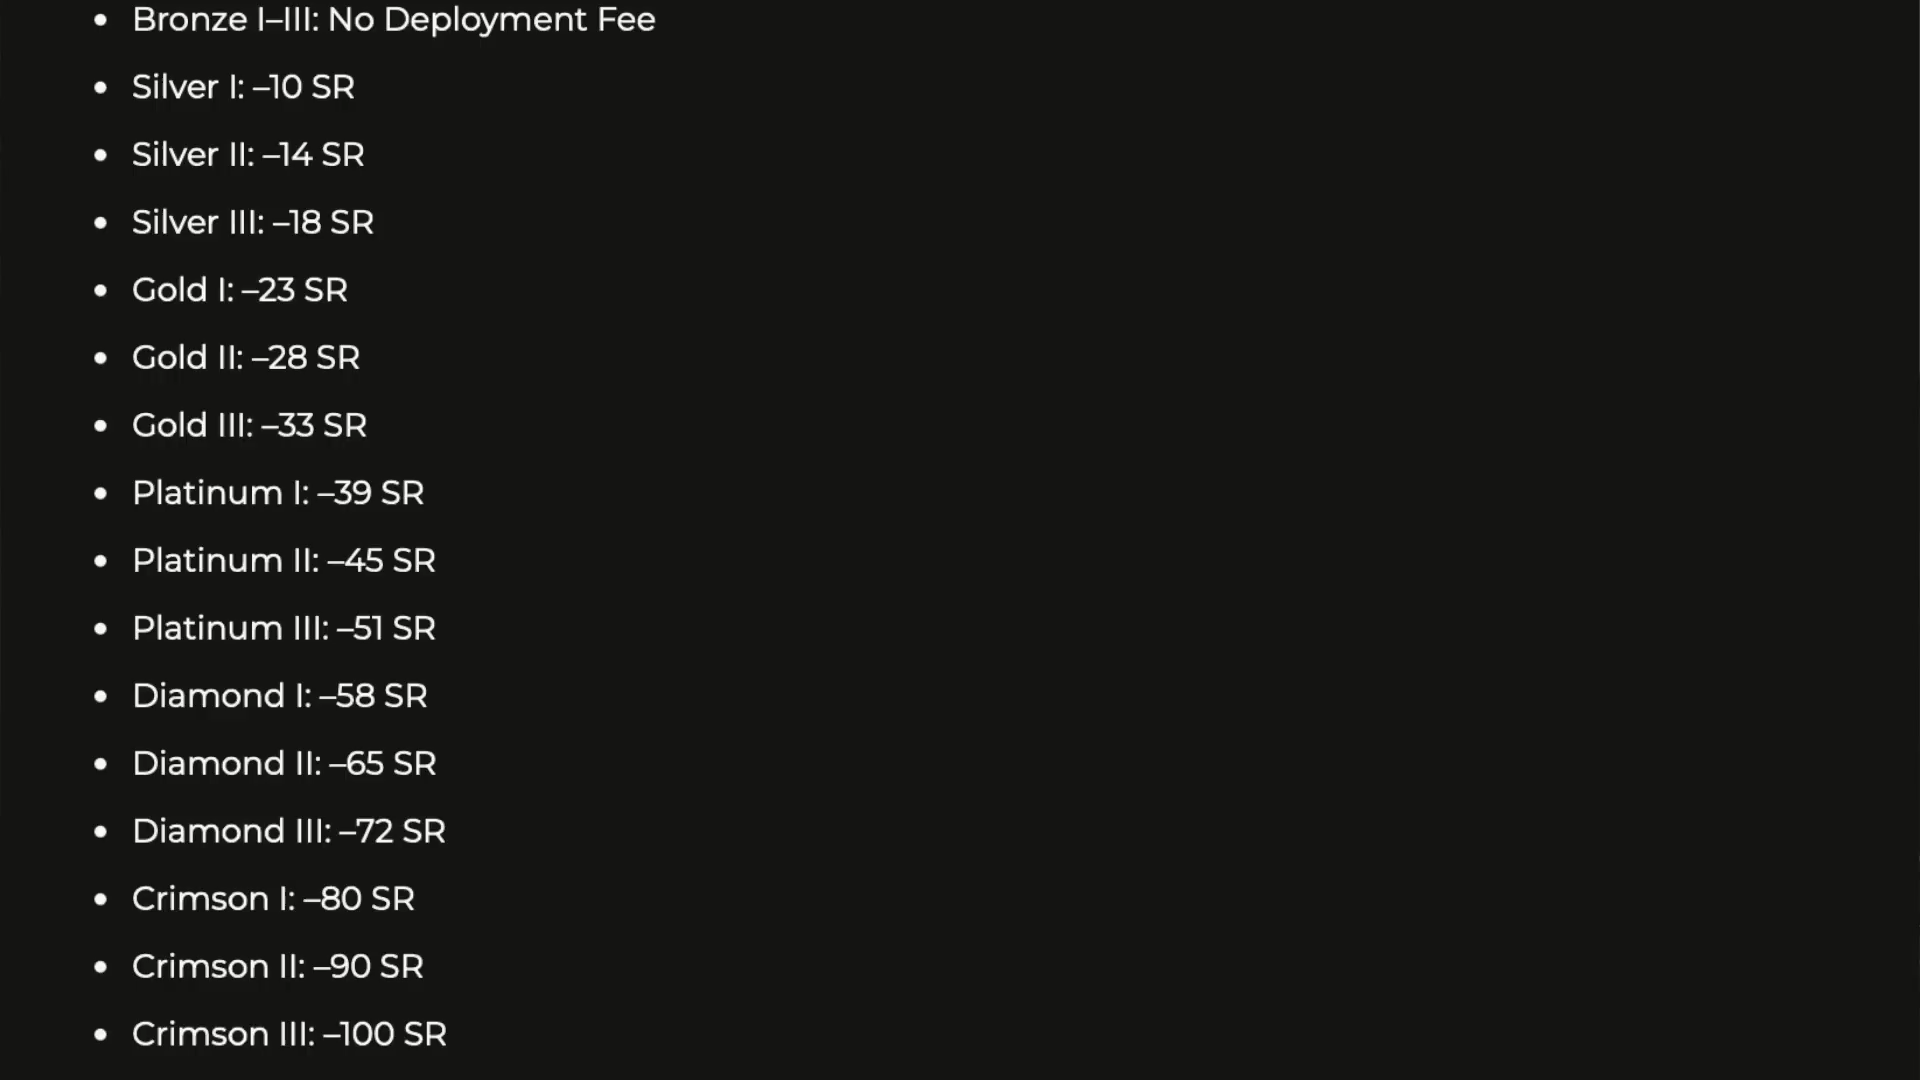 • Bronze I–III: No Deployment Fee
• Silver I: –10 SR
• Silver II: –14 SR
• Silver III: –18 SR
• Gold I: –23 SR
• Gold II: –28 SR
• Gold III: –33 SR
• Platinum I: –39 SR
• Platinum II: –45 SR
• Platinum III: –51 SR
• Diamond I: –58 SR
• Diamond II: –65 SR
• Diamond III: –72 SR
• Crimson I: –80 SR
• Crimson II: –90 SR
• Crimson III: –100 SR